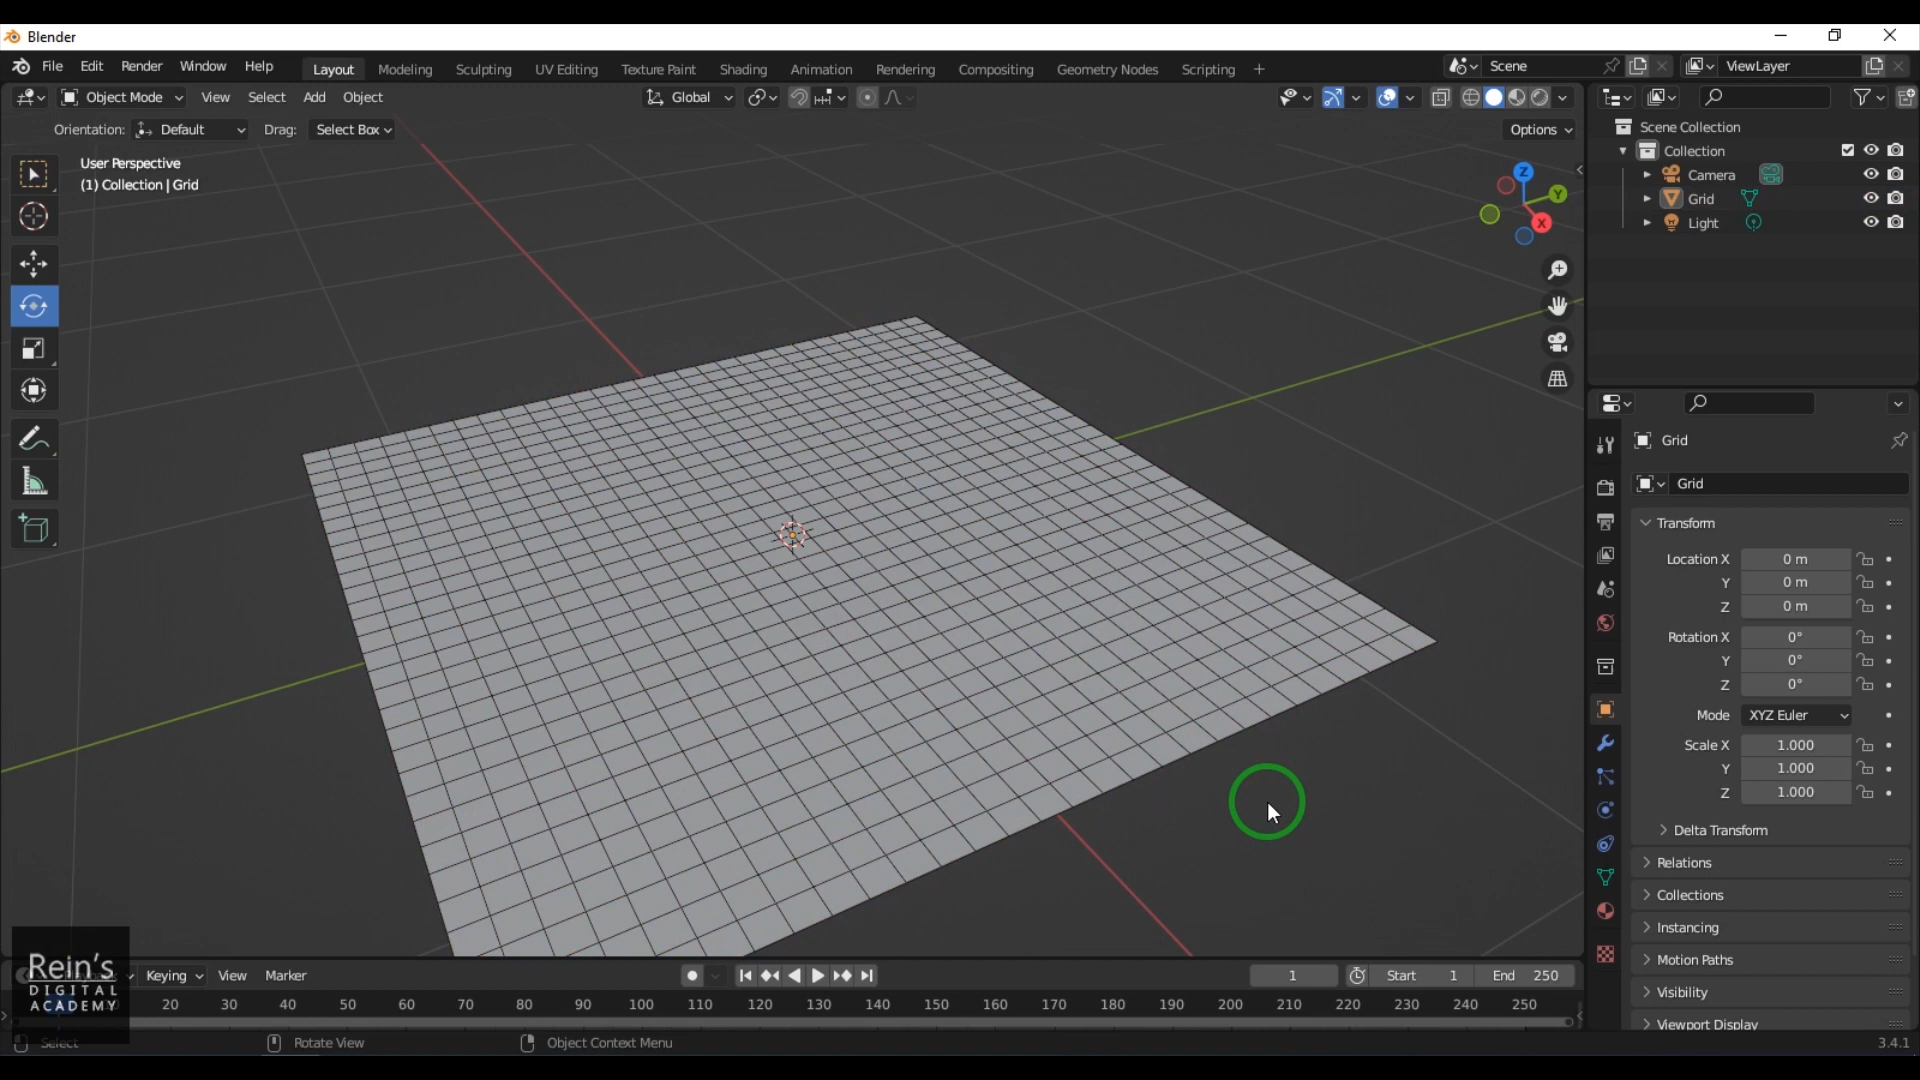 Blender
File Edit Render Window Help Layout Modeling Sculpting UV Editing Texture Paint Shading Animation Rendering Compositing Geometry Nodes Scripting + Scene ViewLayer
Object Mode View Select Add Object Global
Orientation: Default Drag: Select Box Options
User Perspective
(1) Collection | Grid
Z
Y
X
Scene Collection
Collection
Camera
Grid
Light
Grid
Grid
Transform
Location X 0 m
Y 0 m
Z 0 m
Rotation X 0°
Y 0°
Z 0°
Mode XYZ Euler
Scale X 1.000
Y 1.000
Z 1.000
Delta Transform
Relations
Collections
Instancing
Motion Paths
Visibility
Viewport Display
Rein's
DIGITAL
ACADEMY
Keying View Marker 1 Start 1 End 250
20 30 40 50 60 70 80 90 100 110 120 130 140 150 160 170 180 190 200 210 220 230 240 250
Select Rotate View Object Context Menu 3.4.1